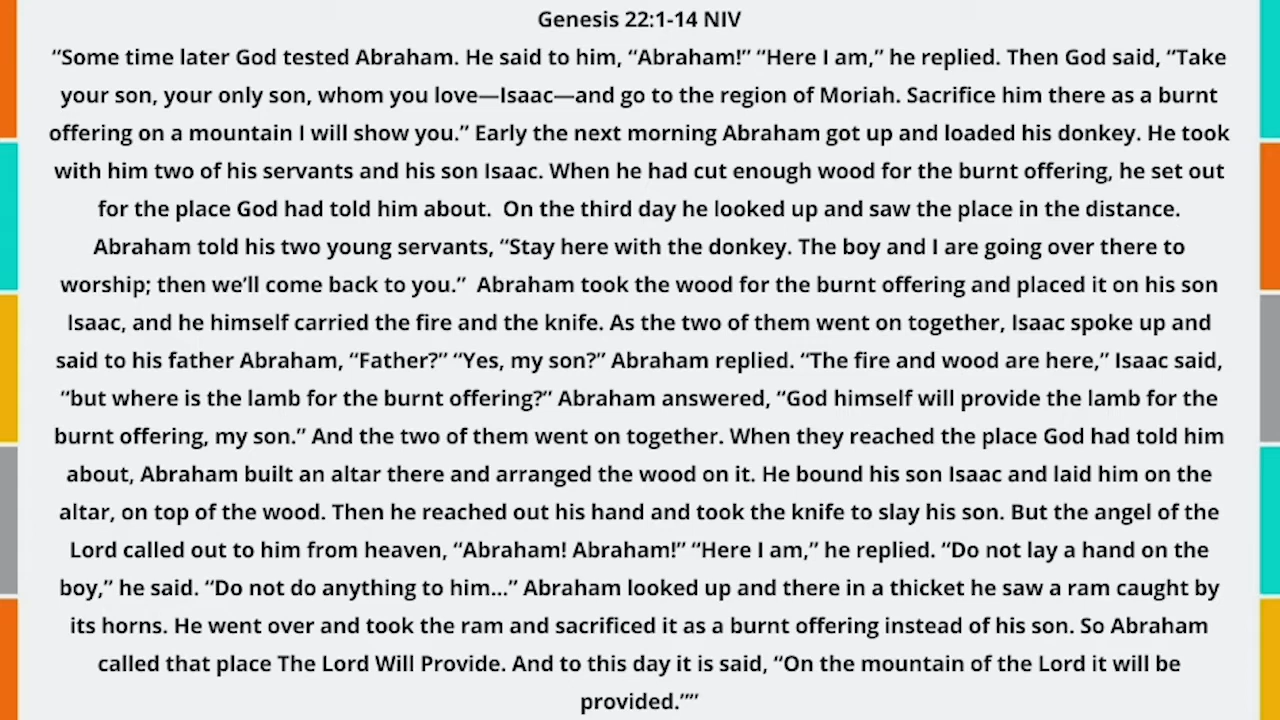 Genesis 22:1-14 NIV
“Some time later God tested Abraham. He said to him, “Abraham!” “Here I am,” he replied. Then God said, “Take
your son, your only son, whom you love—Isaac—and go to the region of Moriah. Sacrifice him there as a burnt
offering on a mountain I will show you.” Early the next morning Abraham got up and loaded his donkey. He took
with him two of his servants and his son Isaac. When he had cut enough wood for the burnt offering, he set out
for the place God had told him about.  On the third day he looked up and saw the place in the distance.
Abraham told his two young servants, “Stay here with the donkey. The boy and I are going over there to
worship; then we’ll come back to you.”  Abraham took the wood for the burnt offering and placed it on his son
Isaac, and he himself carried the fire and the knife. As the two of them went on together, Isaac spoke up and
said to his father Abraham, “Father?” “Yes, my son?” Abraham replied. “The fire and wood are here,” Isaac said,
“but where is the lamb for the burnt offering?” Abraham answered, “God himself will provide the lamb for the
burnt offering, my son.” And the two of them went on together. When they reached the place God had told him
about, Abraham built an altar there and arranged the wood on it. He bound his son Isaac and laid him on the
altar, on top of the wood. Then he reached out his hand and took the knife to slay his son. But the angel of the
Lord called out to him from heaven, “Abraham! Abraham!” “Here I am,” he replied. “Do not lay a hand on the
boy,” he said. “Do not do anything to him...” Abraham looked up and there in a thicket he saw a ram caught by
its horns. He went over and took the ram and sacrificed it as a burnt offering instead of his son. So Abraham
called that place The Lord Will Provide. And to this day it is said, “On the mountain of the Lord it will be
provided.””